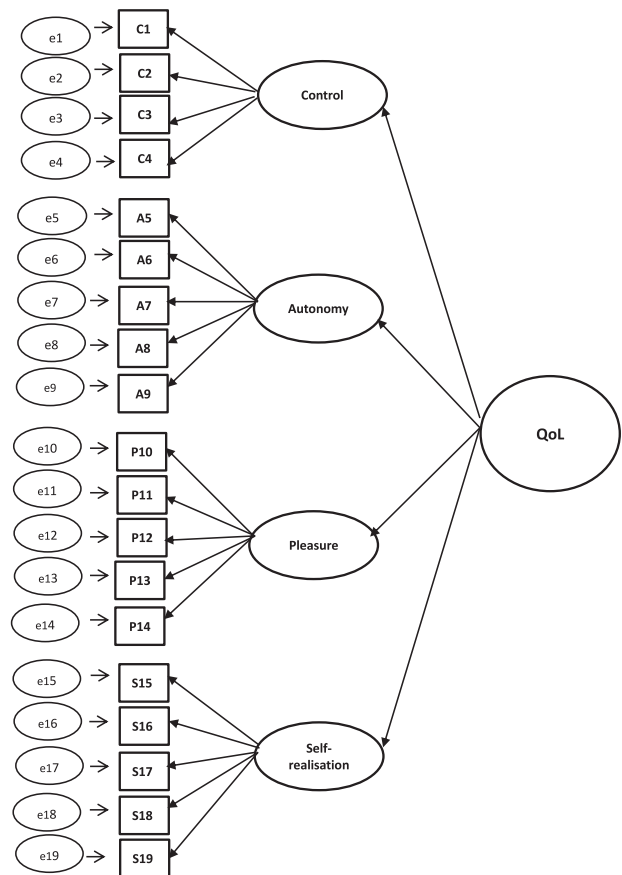 e1
C1
e2
C2
e3
C3
e4
C4
Control
e5
A5
e6
A6
e7
A7
e8
A8
e9
A9
Autonomy
QoL
e10
P10
e11
P11
e12
P12
e13
P13
e14
P14
Pleasure
e15
S15
e16
S16
e17
S17
e18
S18
e19
S19
Self-
realisation